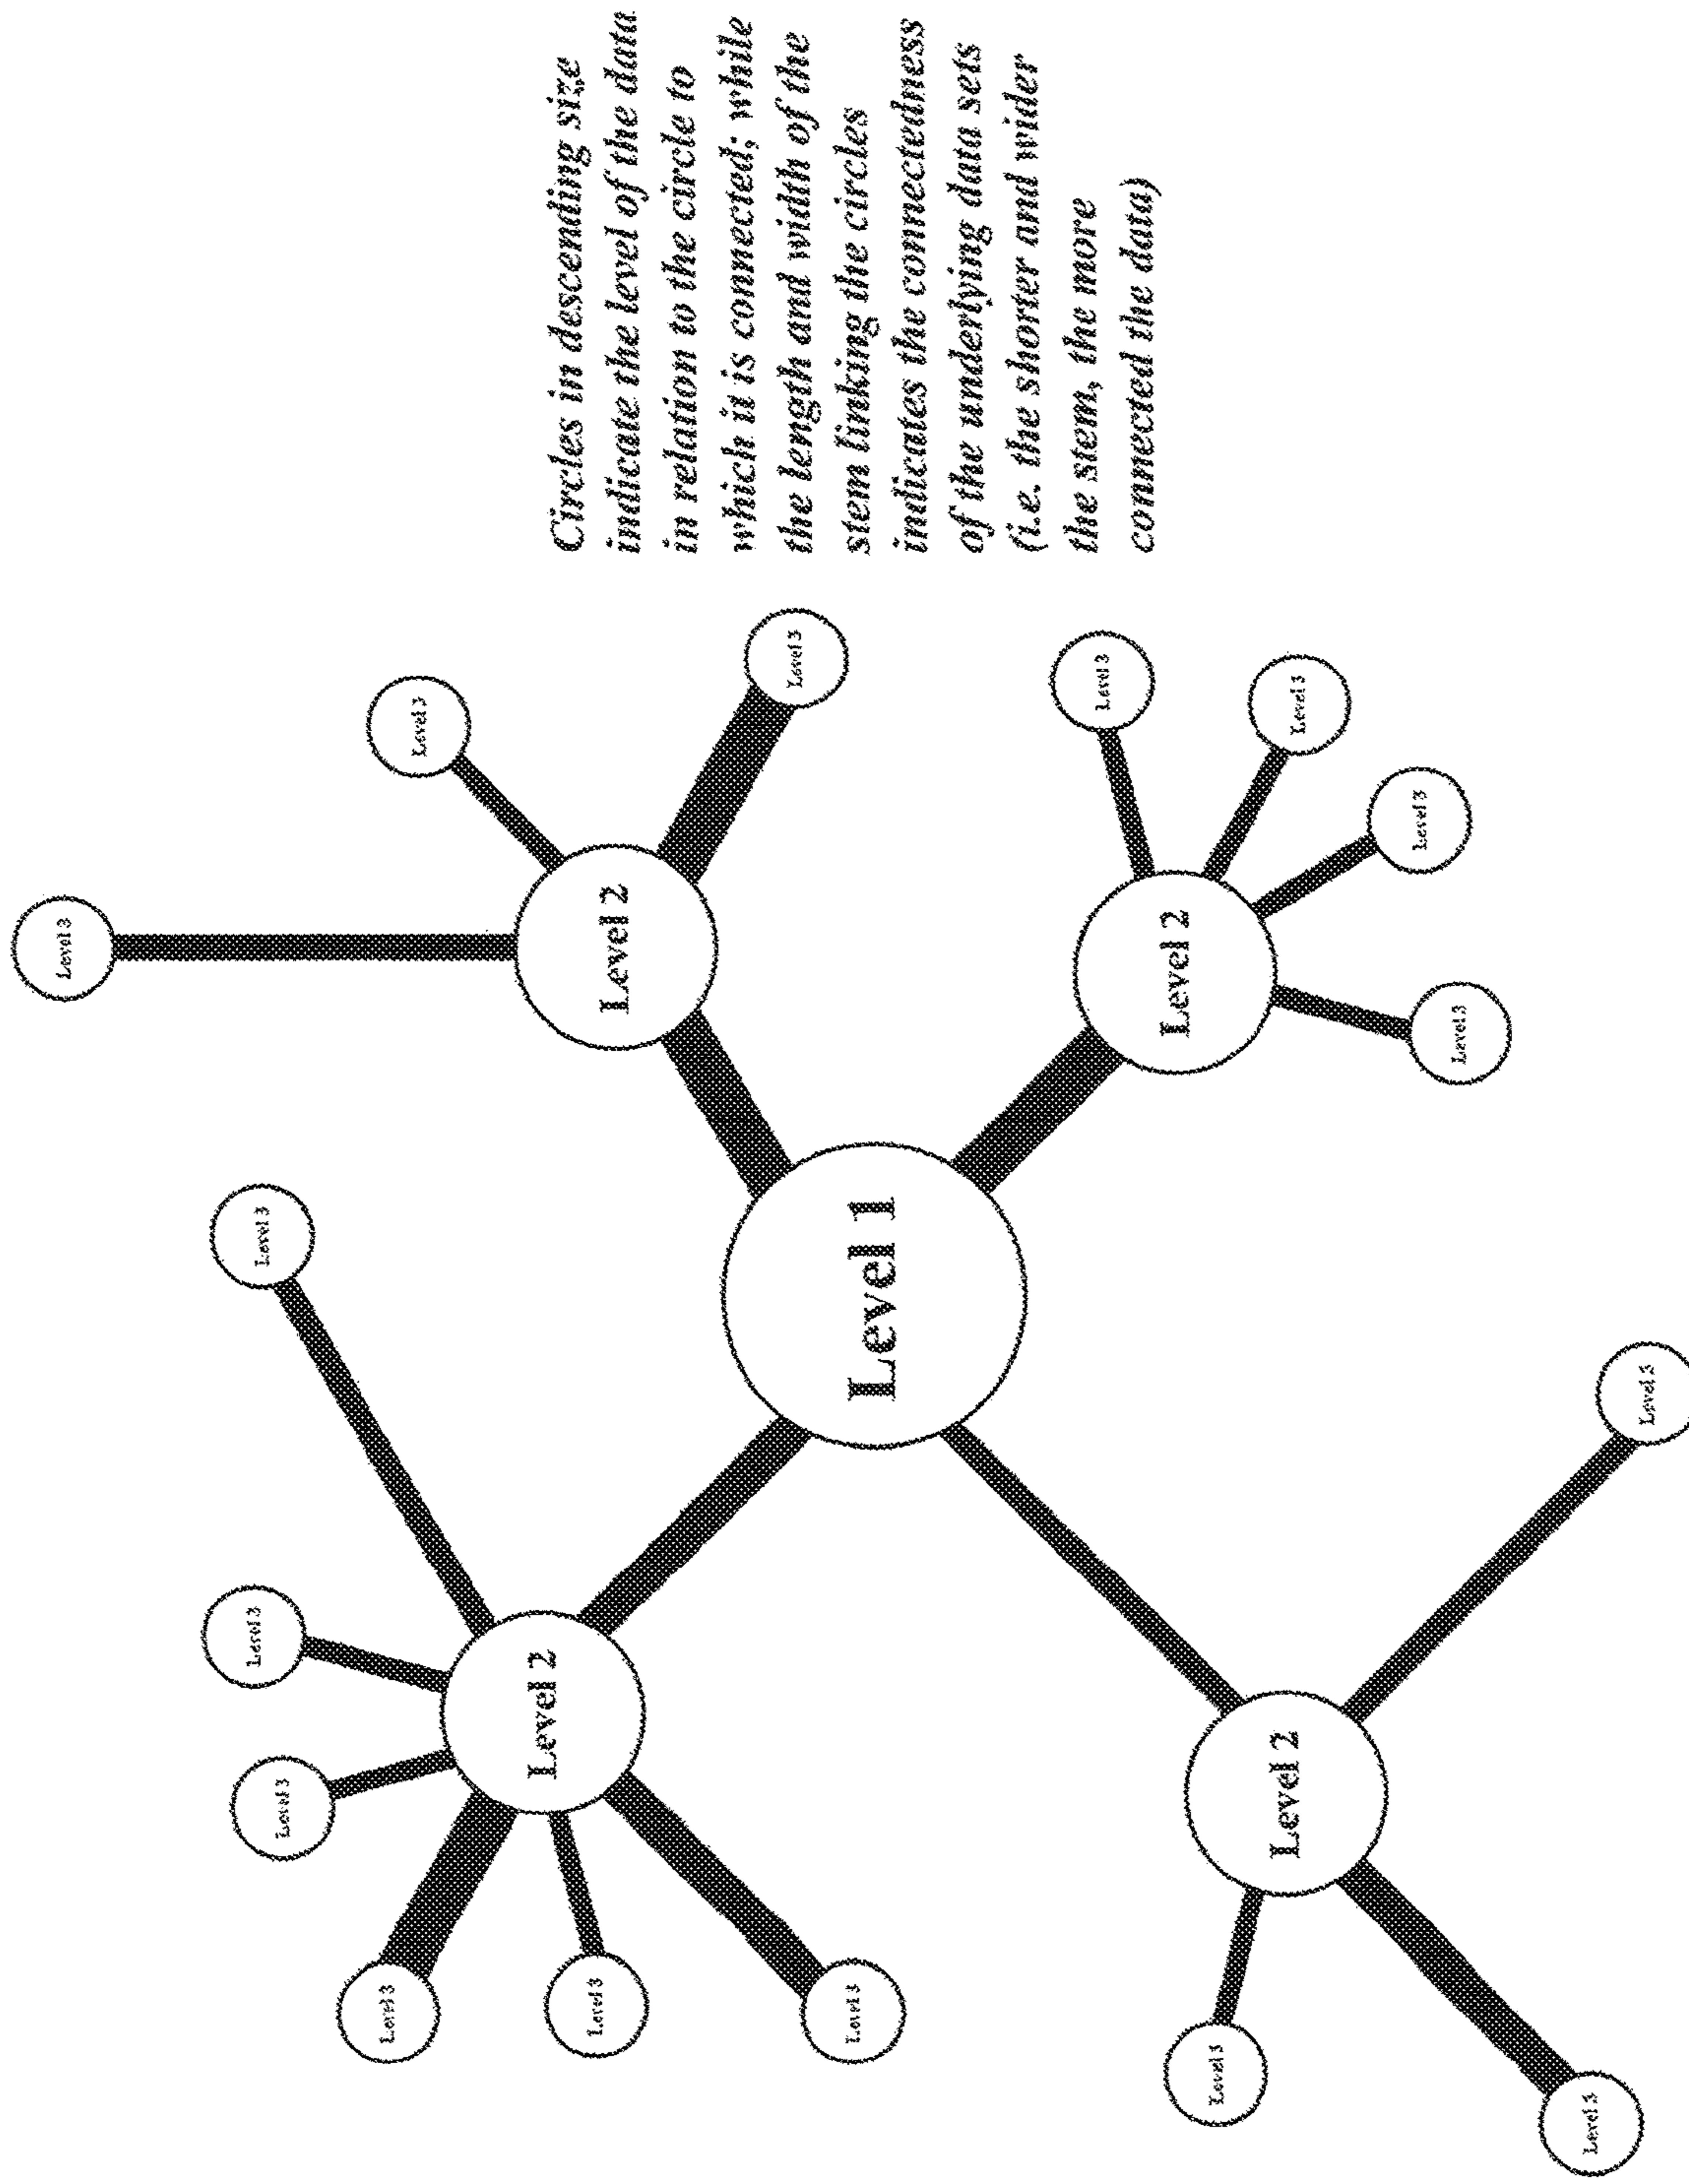 Level 3
Level 3
Level 3
Level 3
Level 3
Level 3
Level 2
Level 3
Level 2
Level 3
Level 3
Level 1
Level 3
Level 2
Level 3
Level 2
Level 3
Level 3
Level 3
Level 3
Level 3
Circles in descending size
indicate the level of the data
in relation to the circle to
which it is connected; while
the length and width of the
stem linking the circles
indicates the connectedness
of the underlying data sets
(i.e. the shorter and wider
the stem, the more
connected the data)